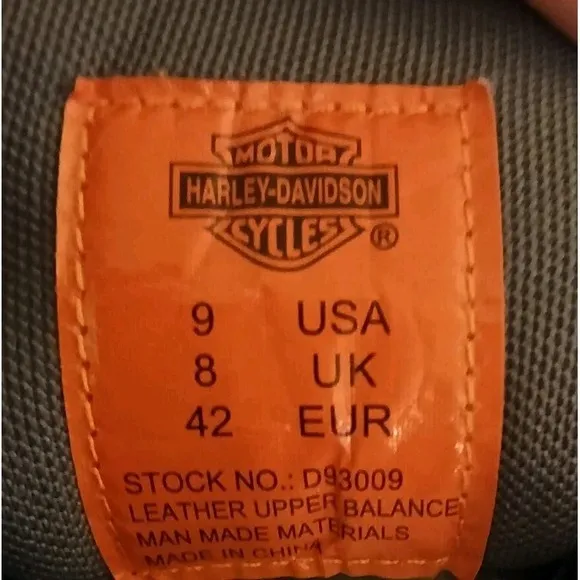 MOTOR
HARLEY-DAVIDSON
CYCLES ®
9 USA
8 UK
42 EUR
STOCK NO.: D93009
LEATHER UPPER BALANCE
MAN MADE MATERIALS
MADE IN CHINA